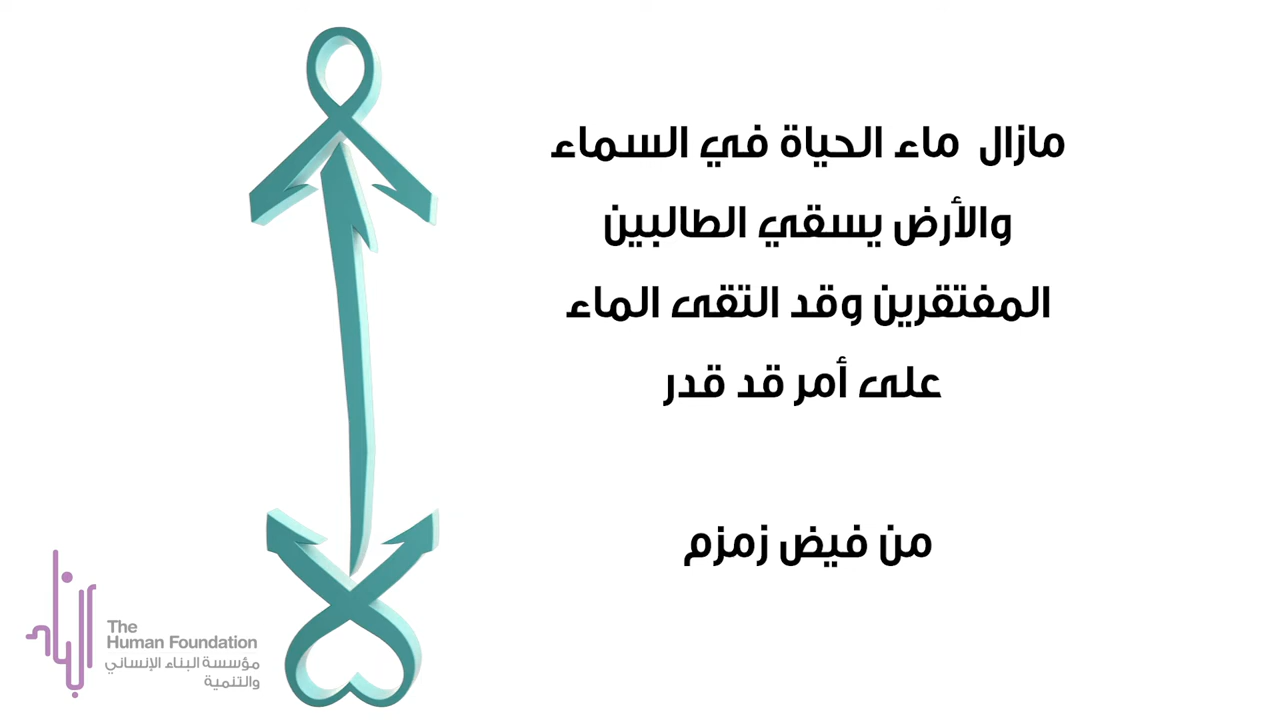 مازال ماء الحياة في السماء
والأرض يسقي الطالبين
المفتقرين وقد التقى الماء
على أمر قد قدر
من فيض زمزم
The
Human Foundation
مؤسسة البناء الإنساني
والتنمية